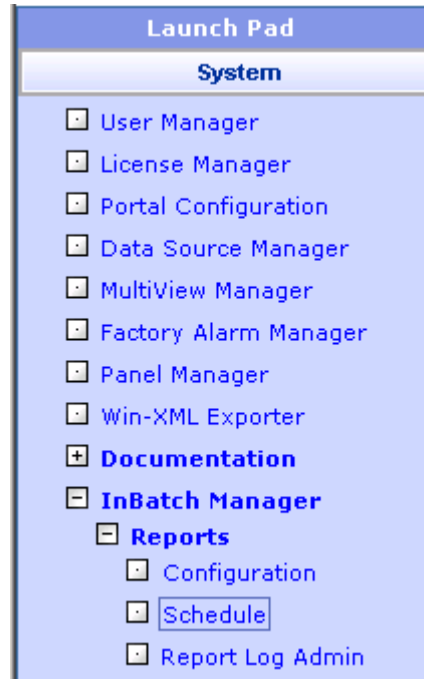 Launch Pad
System
User Manager
License Manager
Portal Configuration
Data Source Manager
MultiView Manager
Factory Alarm Manager
Panel Manager
Win-XML Exporter
Documentation
InBatch Manager
Reports
Configuration
Schedule
Report Log Admin